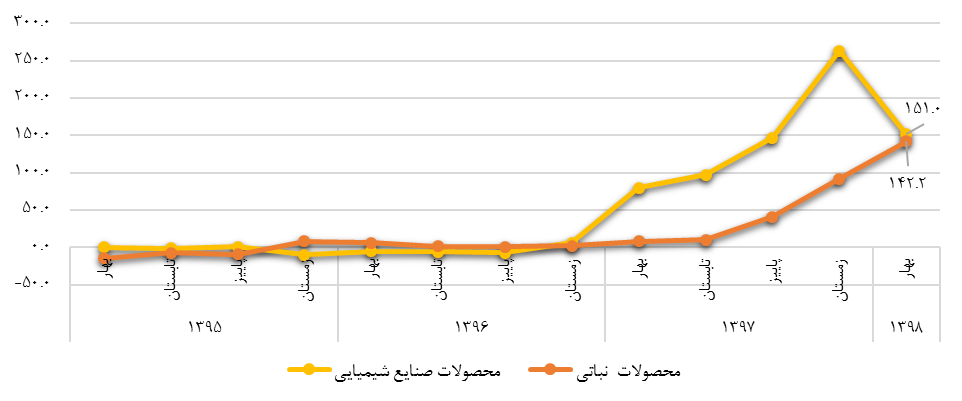 ۳۰۰.۰
۲۵۰.۰
۲۰۰.۰
۱۵۰.۰
۱۰۰.۰
۵۰.۰
۰.۰
-۵۰.۰
۱۵۱.۰
۱۴۲.۲
بهار
تابستان
پاییز
زمستان
بهار
تابستان
پاییز
زمستان
بهار
تابستان
پاییز
زمستان
بهار
۱۳۹۵ ۱۳۹۶ ۱۳۹۷ ۱۳۹۸
محصولات صنایع شیمیایی
محصولات نباتی